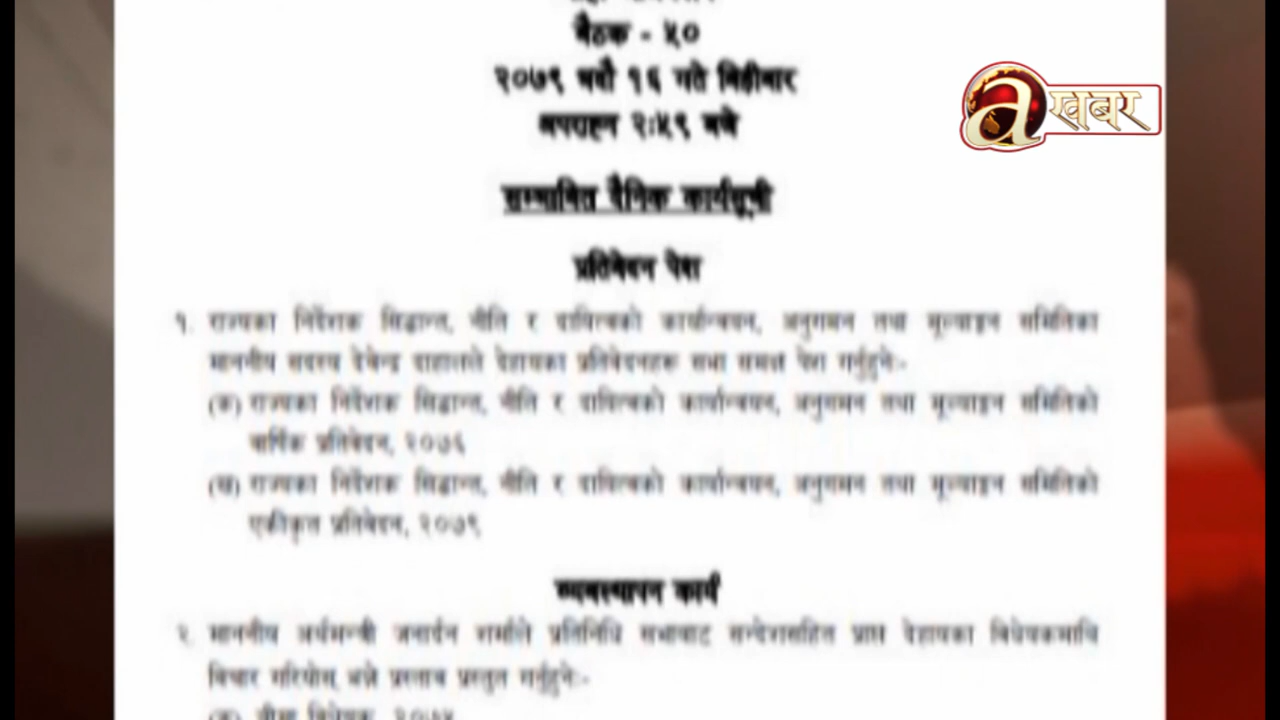 बैठक - ५०
२०७९ भदौ १६ गते बिहीबार
अपराह्न २:५९ बजे
aखबर
सम्भावित दैनिक कार्यसूची
प्रतिवेदन पेश
१. राज्यका निर्देशक सिद्धान्त, नीति र दायित्वको कार्यान्वयन, अनुगमन तथा मूल्याङ्कन समितिका
माननीय सदस्य देवेन्द्र दाहालले देहायका प्रतिवेदनहरू सभा समक्ष पेश गर्नुहुनेः-
(क) राज्यका निर्देशक सिद्धान्त, नीति र दायित्वको कार्यान्वयन, अनुगमन तथा मूल्याङ्कन समितिको
वार्षिक प्रतिवेदन, २०७८
(ख) राज्यका निर्देशक सिद्धान्त, नीति र दायित्वको कार्यान्वयन, अनुगमन तथा मूल्याङ्कन समितिको
एकीकृत प्रतिवेदन, २०७९
व्यवस्थापन कार्य
२. माननीय अर्थमन्त्री जनार्दन शर्माले प्रतिनिधि सभाबाट सन्देशसहित प्राप्त देहायका विधेयकमाथि
विचार गरियोस् भन्ने प्रस्ताव प्रस्तुत गर्नुहुनेः-